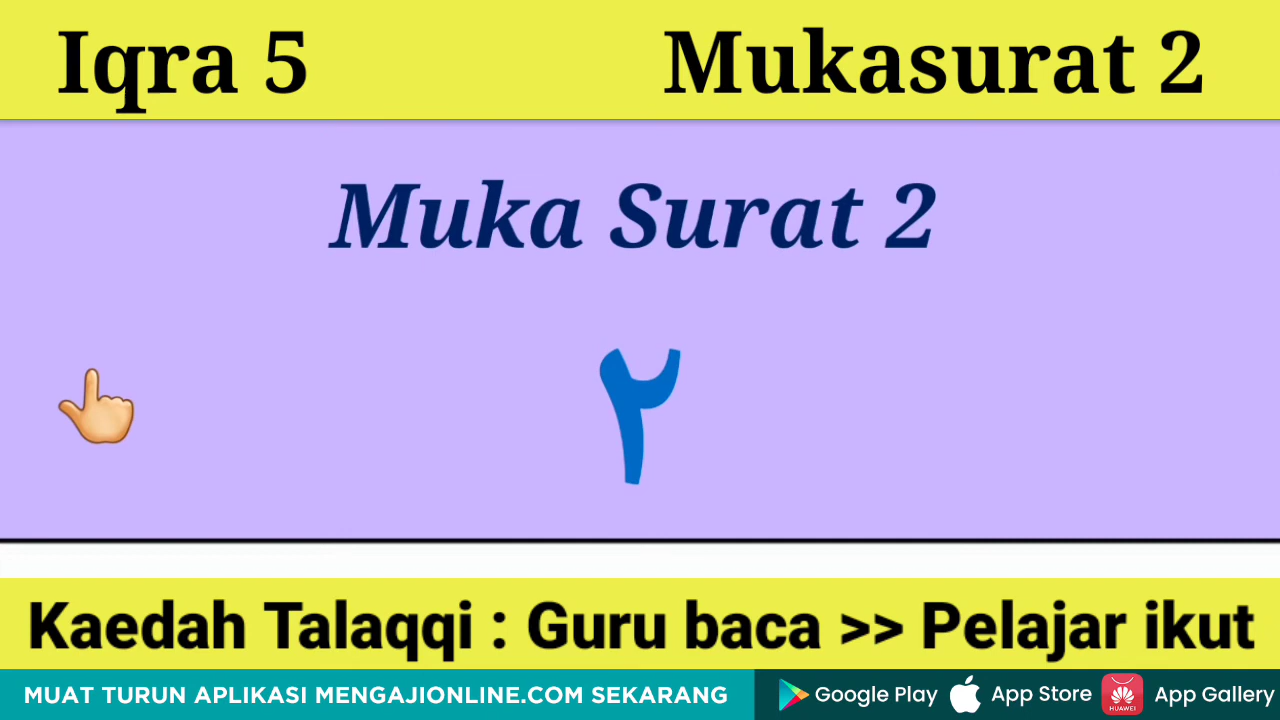 Iqra 5 Mukasurat 2
Muka Surat 2
٢
Kaedah Talaqqi : Guru baca >> Pelajar ikut
MUAT TURUN APLIKASI MENGAJIONLINE.COM SEKARANG Google Play App Store HUAWEI App Gallery